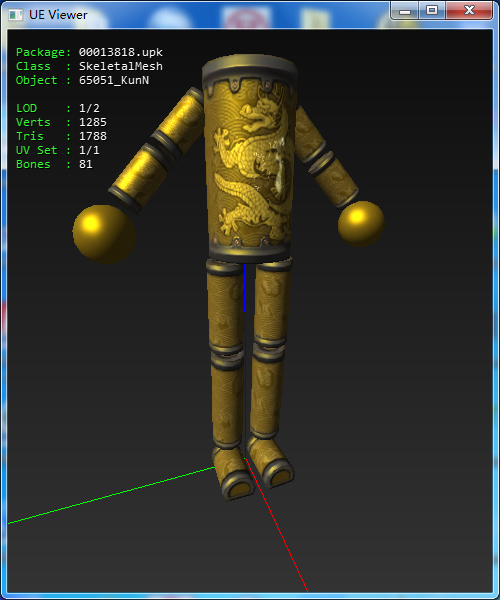 UE Viewer
Package: 00013818.upk
Class  : SkeletalMesh
Object : 65051_KunN
LOD    : 1/2
Verts  : 1285
Tris   : 1788
UV Set : 1/1
Bones  : 81